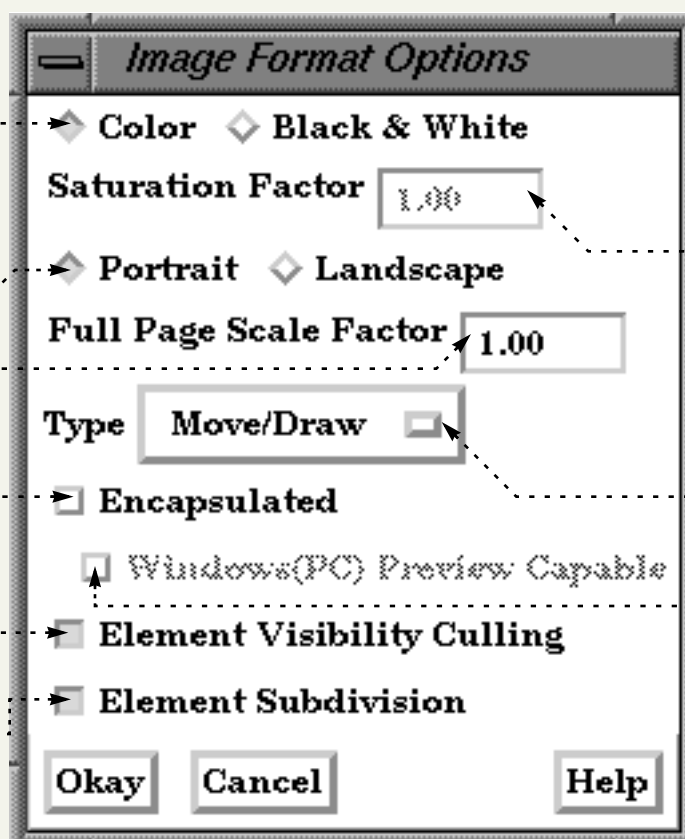 Image Format Options
Color Black & White
Saturation Factor 1.00
Portrait Landscape
Full Page Scale Factor 1.00
Type Move/Draw
Encapsulated
Windows(PC) Preview Capable
Element Visibility Culling
Element Subdivision
Okay Cancel Help